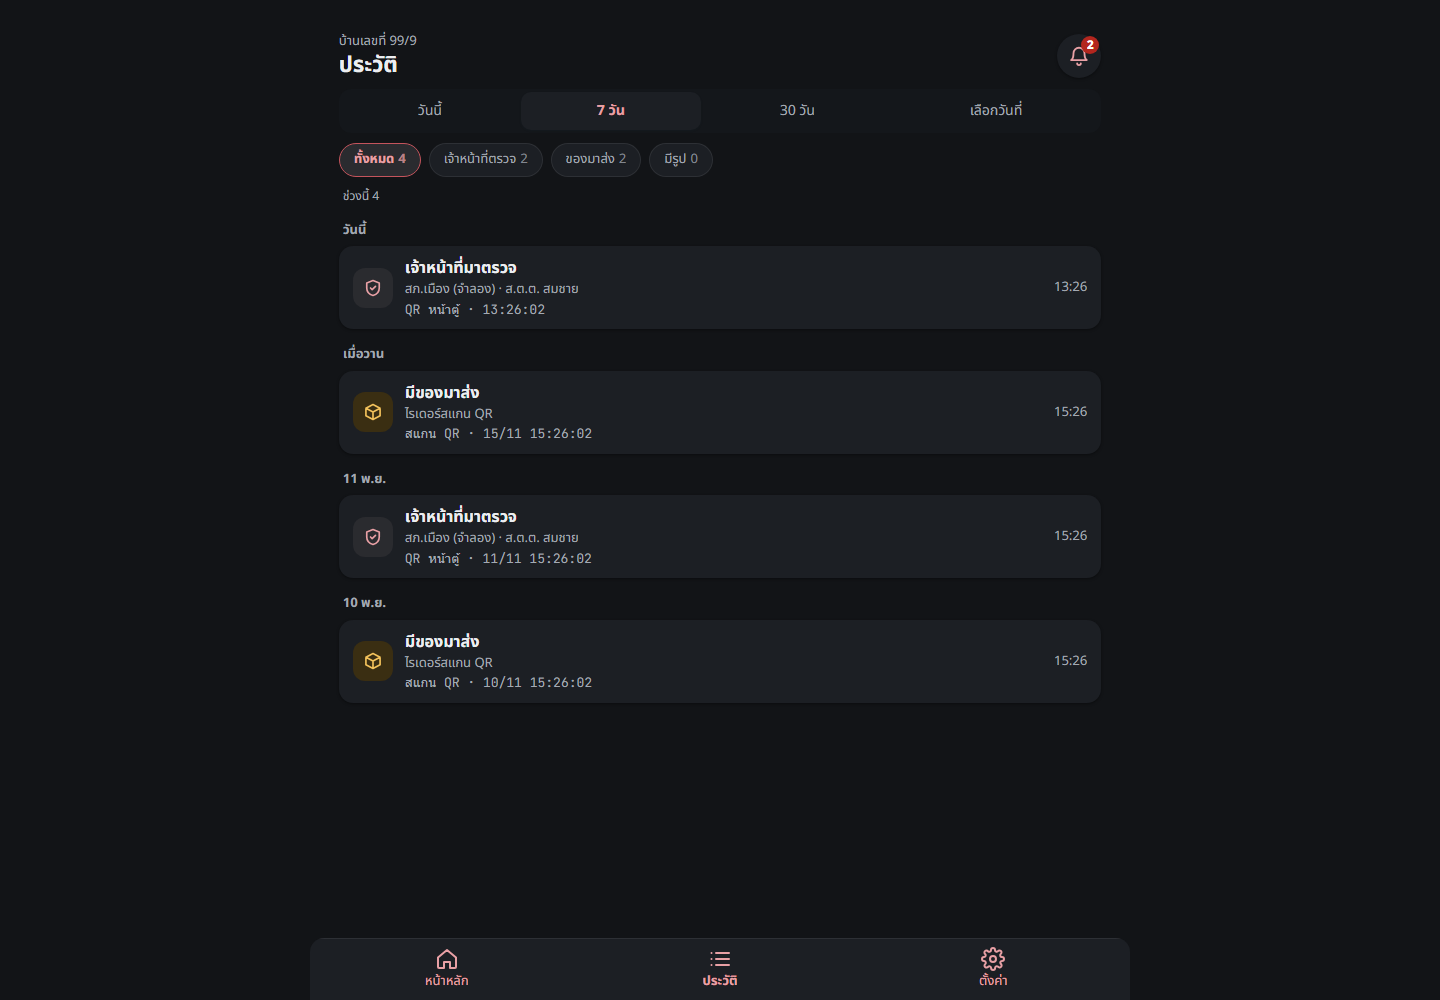 บ้านเลขที่ 99/9
ประวัติ
2
วันนี้
7 วัน
30 วัน
เลือกวันที่
ทั้งหมด 4
เจ้าหน้าที่ตรวจ 2
ของมาส่ง 2
มีรูป 0
ช่วงนี้ 4
วันนี้
เจ้าหน้าที่มาตรวจ
สภ.เมือง (จำลอง) · ส.ต.ต. สมชาย
QR หน้าตู้ · 13:26:02
13:26
เมื่อวาน
มีของมาส่ง
ไรเดอร์สแกน QR
สแกน QR · 15/11 15:26:02
15:26
11 พ.ย.
เจ้าหน้าที่มาตรวจ
สภ.เมือง (จำลอง) · ส.ต.ต. สมชาย
QR หน้าตู้ · 11/11 15:26:02
15:26
10 พ.ย.
มีของมาส่ง
ไรเดอร์สแกน QR
สแกน QR · 10/11 15:26:02
15:26
หน้าหลัก
ประวัติ
ตั้งค่า